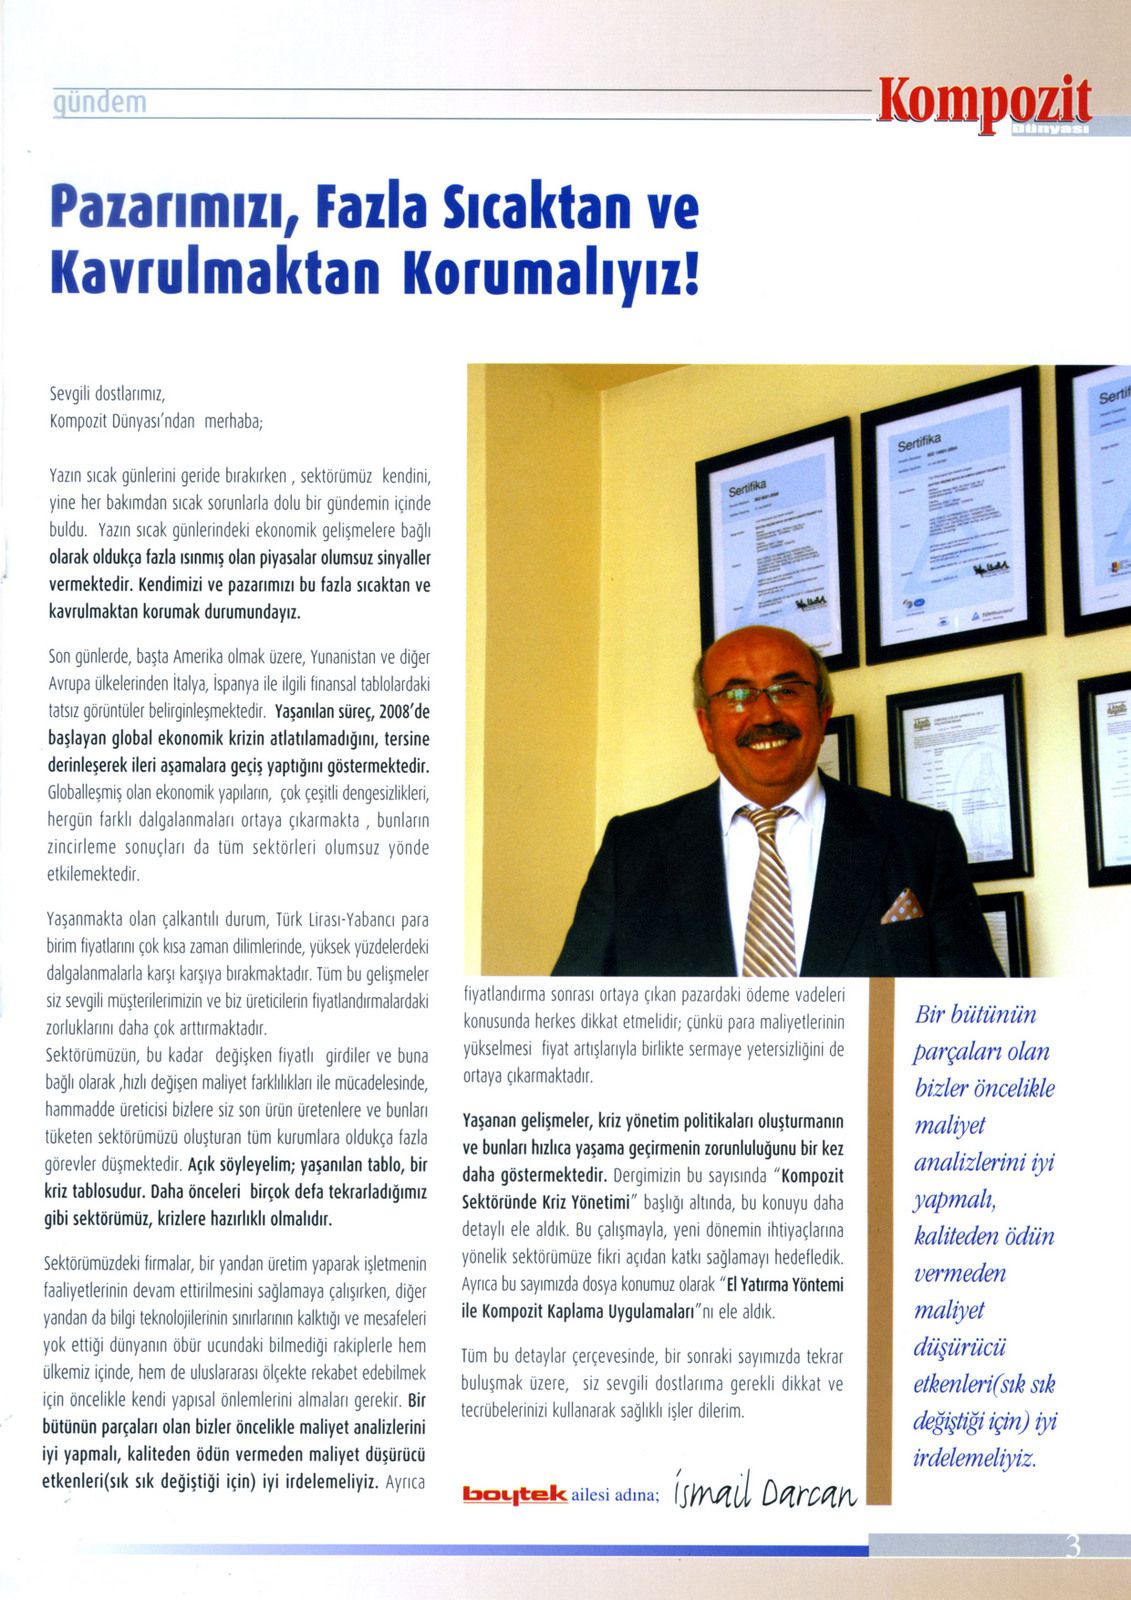 gündem
Kompozit
Dünyası
Pazarımızı, Fazla Sıcaktan ve
Kavrulmaktan Korumalıyız!
Sevgili dostlarımız,
Kompozit Dünyası'ndan merhaba;
Yazın sıcak günlerini geride bırakırken , sektörümüz kendini,
yine her bakımdan sıcak sorunlarla dolu bir gündemin içinde
buldu. Yazın sıcak günlerindeki ekonomik gelişmelere bağlı
olarak oldukça fazla ısınmış olan piyasalar olumsuz sinyaller
vermektedir. Kendimizi ve pazarımızı bu fazla sıcaktan ve
kavrulmaktan korumak durumundayız.
Son günlerde, başta Amerika olmak üzere, Yunanistan ve diğer
Avrupa ülkelerinden İtalya, İspanya ile ilgili finansal tablolardaki
tatsız görüntüler belirginleşmektedir. Yaşanılan süreç, 2008'de
başlayan global ekonomik krizin atlatılamadığını, tersine
derinleşerek ileri aşamalara geçiş yaptığını göstermektedir.
Globalleşmiş olan ekonomik yapıların, çok çeşitli dengesizlikleri,
hergün farklı dalgalanmaları ortaya çıkarmakta , bunların
zincirleme sonuçları da tüm sektörleri olumsuz yönde
etkilemektedir.
Yaşanmakta olan çalkantılı durum, Türk Lirası-Yabancı para
birim fiyatlarını çok kısa zaman dilimlerinde, yüksek yüzdelerdeki
dalgalanmalarla karşı karşıya bırakmaktadır. Tüm bu gelişmeler
siz sevgili müşterilerimizin ve biz üreticilerin fiyatlandırmalardaki
zorluklarını daha çok arttırmaktadır.
Sektörümüzün, bu kadar değişken fiyatlı girdiler ve buna
bağlı olarak ,hızlı değişen maliyet farklılıkları ile mücadelesinde,
hammadde üreticisi bizlere siz son ürün üretenlere ve bunları
tüketen sektörümüzü oluşturan tüm kurumlara oldukça fazla
görevler düşmektedir. Açık söyleyelim; yaşanılan tablo, bir
kriz tablosudur. Daha önceleri birçok defa tekrarladığımız
gibi sektörümüz, krizlere hazırlıklı olmalıdır.
Sektörümüzdeki firmalar, bir yandan üretim yaparak işletmenin
faaliyetlerinin devam ettirilmesini sağlamaya çalışırken, diğer
yandan da bilgi teknolojilerinin sınırlarının kalktığı ve mesafeleri
yok ettiği dünyanın öbür ucundaki bilmediği rakiplerle hem
ülkemiz içinde, hem de uluslararası ölçekte rekabet edebilmek
için öncelikle kendi yapısal önlemlerini almaları gerekir. Bir
bütünün parçaları olan bizler öncelikle maliyet analizlerini
iyi yapmalı, kaliteden ödün vermeden maliyet düşürücü
etkenleri(sık sık değiştiği için) iyi irdelemeliyiz. Ayrıca
Sertifika
Sertifika
fiyatlandırma sonrası ortaya çıkan pazardaki ödeme vadeleri
konusunda herkes dikkat etmelidir; çünkü para maliyetlerinin
yükselmesi fiyat artışlarıyla birlikte sermaye yetersizliğini de
ortaya çıkarmaktadır.
Yaşanan gelişmeler, kriz yönetim politikaları oluşturmanın
ve bunları hızlıca yaşama geçirmenin zorunluluğunu bir kez
daha göstermektedir. Dergimizin bu sayısında "Kompozit
Sektöründe Kriz Yönetimi" başlığı altında, bu konuyu daha
detaylı ele aldık. Bu çalışmayla, yeni dönemin ihtiyaçlarına
yönelik sektörümüze fikri açıdan katkı sağlamayı hedefledik.
Ayrıca bu sayımızda dosya konumuz olarak "El Yatırma Yöntemi
ile Kompozit Kaplama Uygulamaları"nı ele aldık.
Tüm bu detaylar çerçevesinde, bir sonraki sayımızda tekrar
buluşmak üzere, siz sevgili dostlarıma gerekli dikkat ve
tecrübelerinizi kullanarak sağlıklı işler dilerim.
boytek ailesi adına; İsmail Darcan
Bir bütünün
parçaları olan
bizler öncelikle
maliyet
analizlerini iyi
yapmalı,
kaliteden ödün
vermeden
maliyet
düşürücü
etkenleri(sık sık
değiştiği için) iyi
irdelemeliyiz.
3